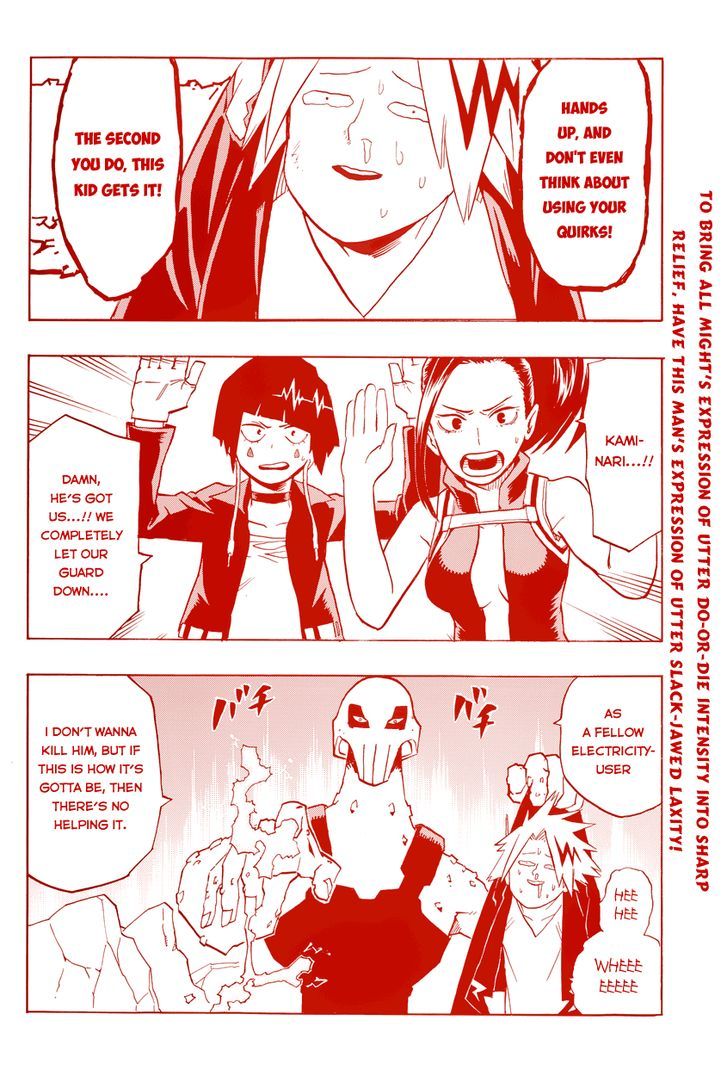 HANDS
UP, AND
DON'T EVEN
THINK ABOUT
USING YOUR
QUIRKS!
THE SECOND
YOU DO, THIS
KID GETS IT!
TO BRING ALL MIGHT'S EXPRESSION OF UTTER DO-OR-DIE INTENSITY INTO SHARP
RELIEF, HAVE THIS MAN'S EXPRESSION OF UTTER SLACK-JAWED LAXITY!
KAMI-
NARI...!!
DAMN,
HE'S GOT
US...!! WE
COMPLETELY
LET OUR
GUARD
DOWN....
AS
A FELLOW
ELECTRICITY-
USER
バチ
バチ
I DON'T WANNA
KILL HIM, BUT IF
THIS IS HOW IT'S
GOTTA BE, THEN
THERE'S NO
HELPING IT.
HEE
HEE
WHEEE
EEEEE